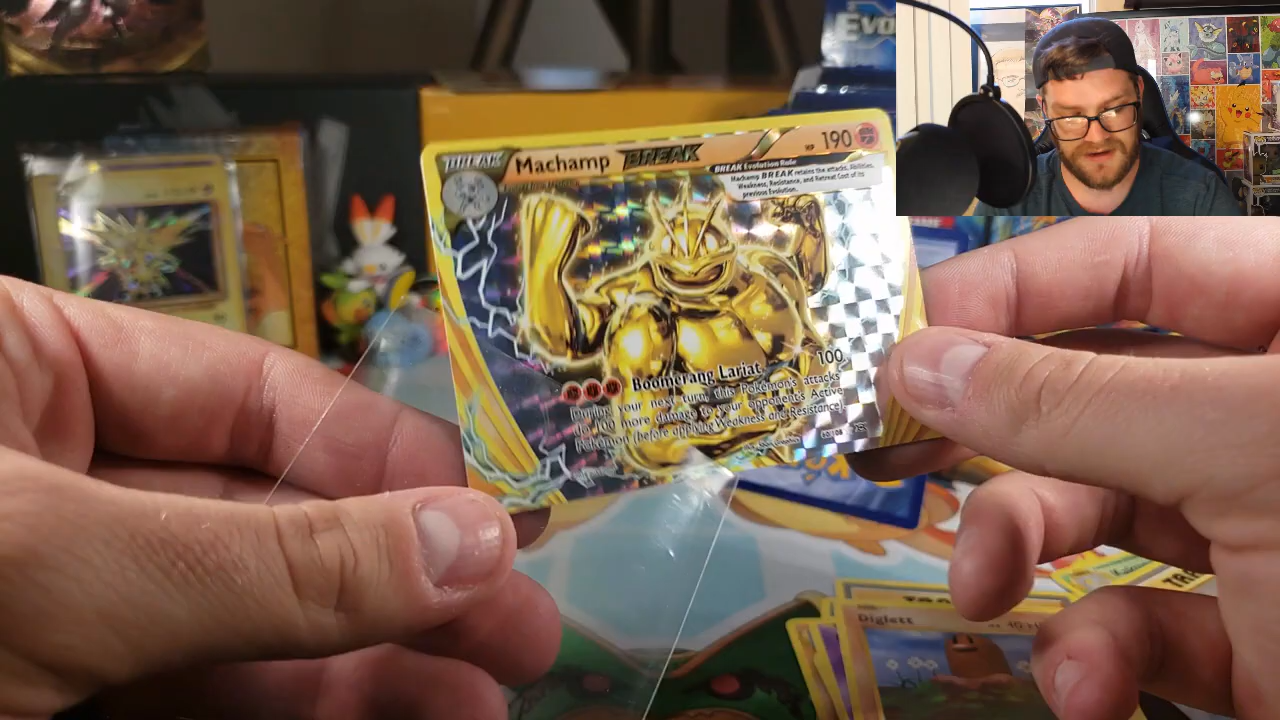 EVO
BREAK Machamp BREAK HP 190
BREAK Evolution Rule
Machamp BREAK retains the attacks, Abilities,
Weakness, Resistance, and Retreat Cost of its
previous Evolution.
Boomerang Lariat 100
During your next turn, this Pokémon's attacks
do 100 more damage to your opponent's Active
Pokémon (before applying Weakness and Resistance).
Diglett